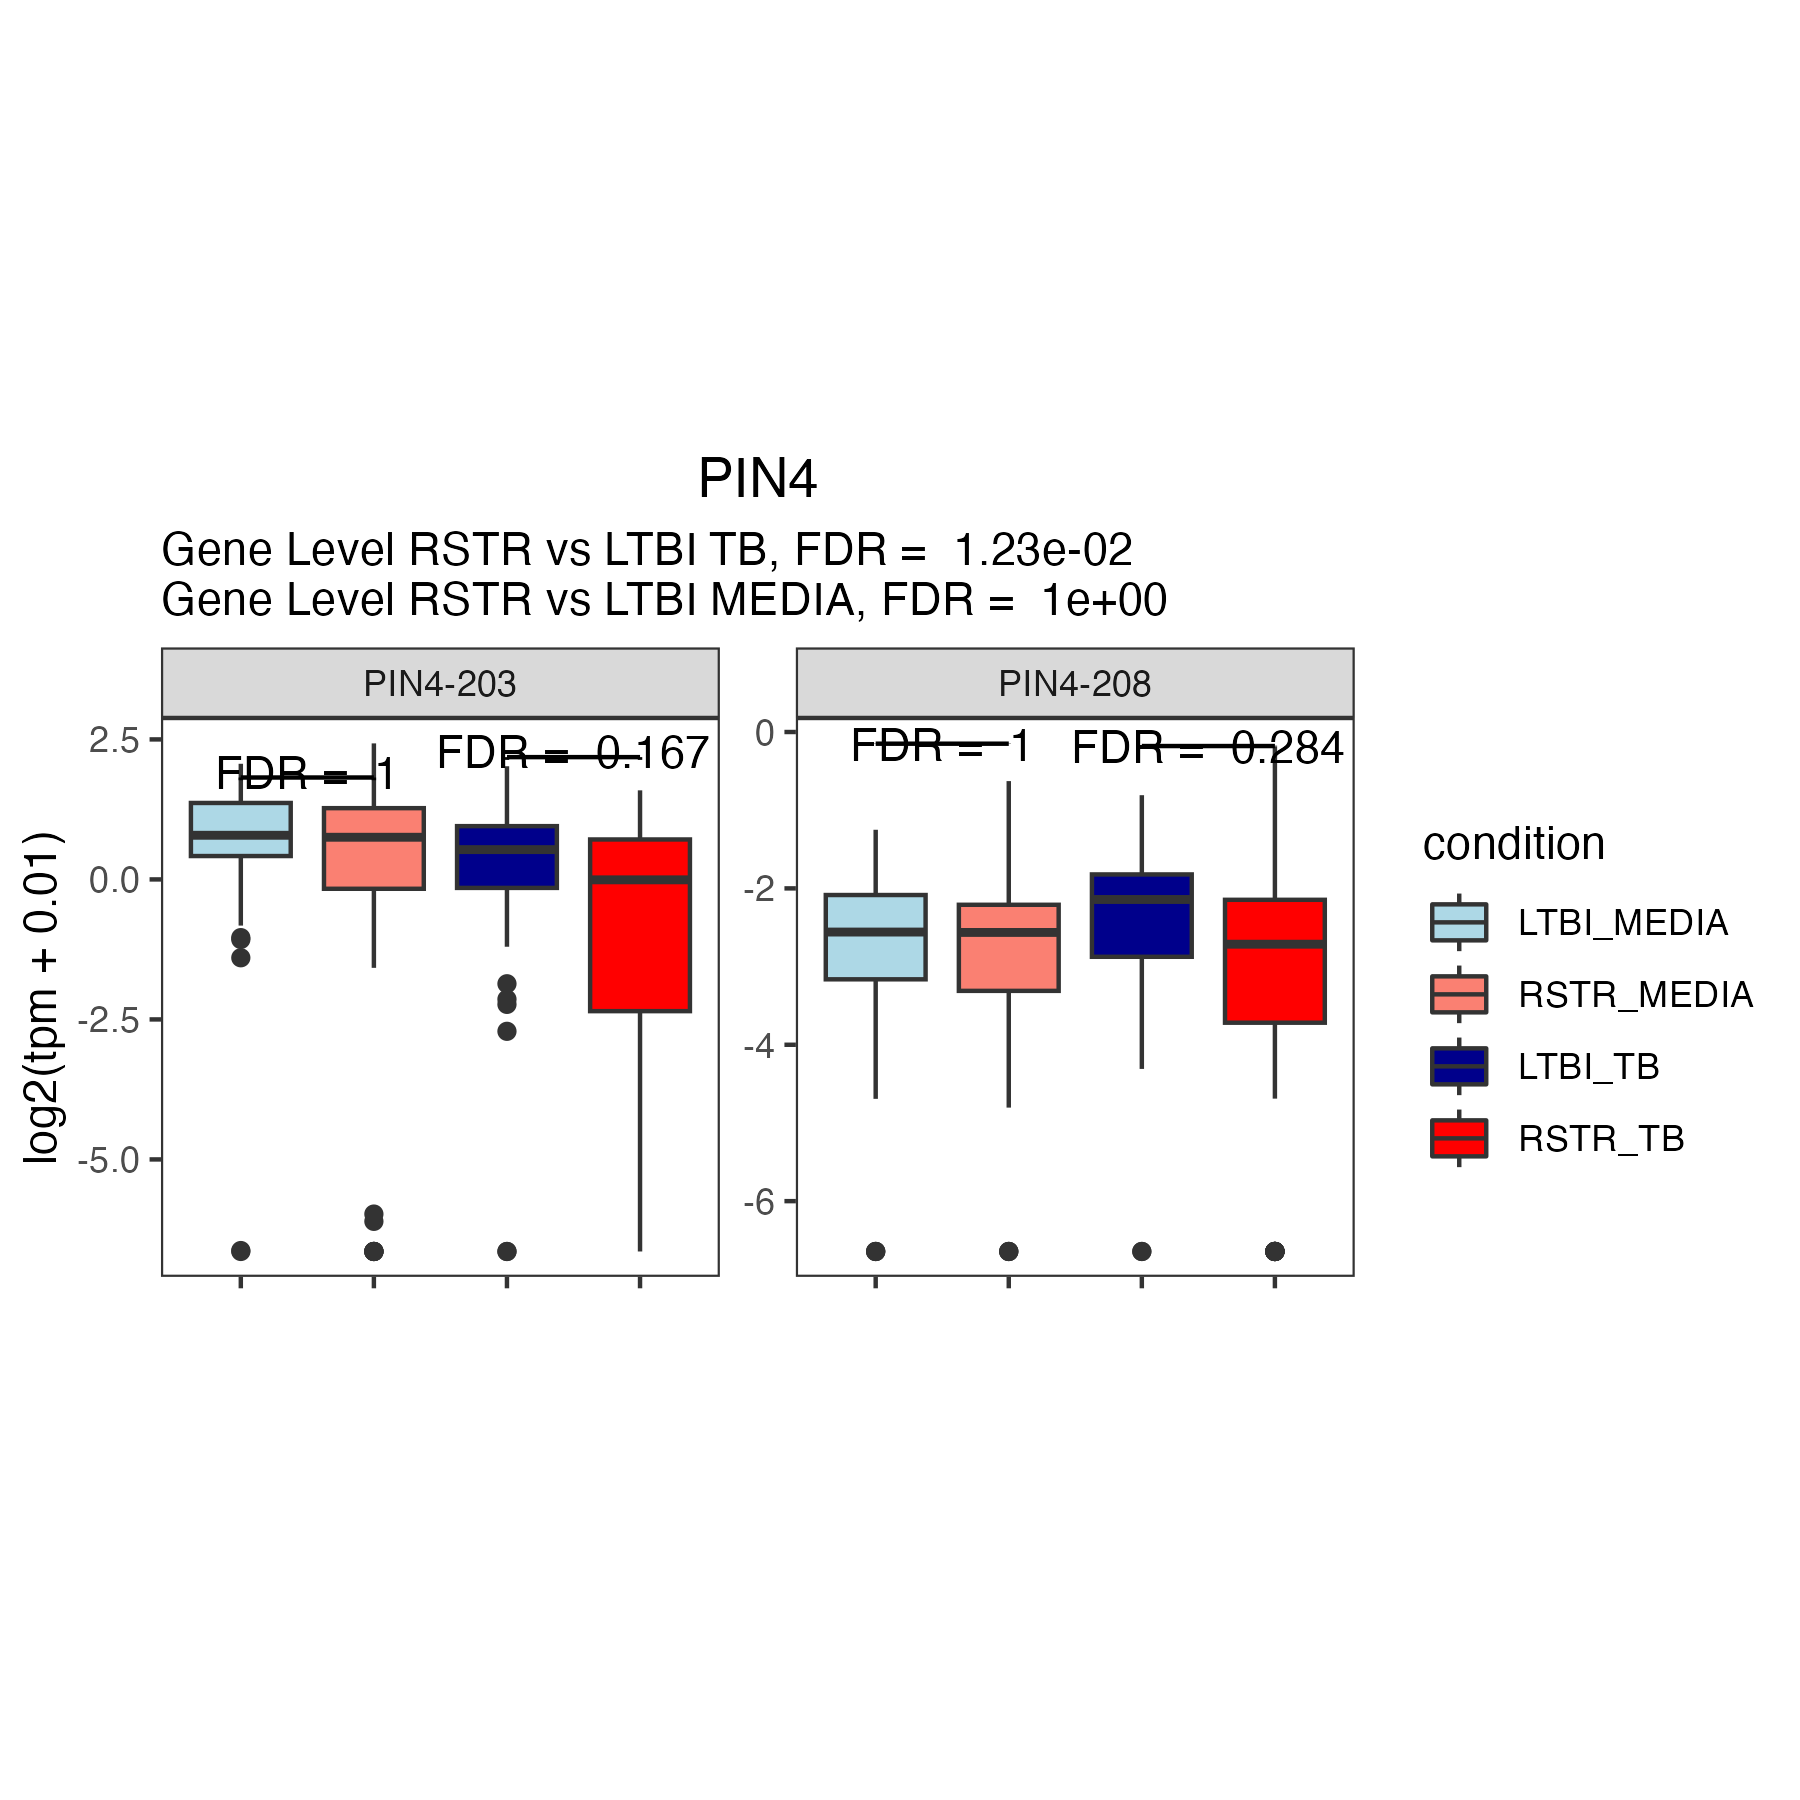 PIN4
Gene Level RSTR vs LTBI TB, FDR = 1.23e-02
Gene Level RSTR vs LTBI MEDIA, FDR = 1e+00
PIN4-203
PIN4-208
FDR = 1
FDR = 0.167
FDR = 1
FDR = 0.284
2.5
0.0
-2.5
-5.0
0
-2
-4
-6
log2(tpm + 0.01)
condition
LTBI_MEDIA
RSTR_MEDIA
LTBI_TB
RSTR_TB